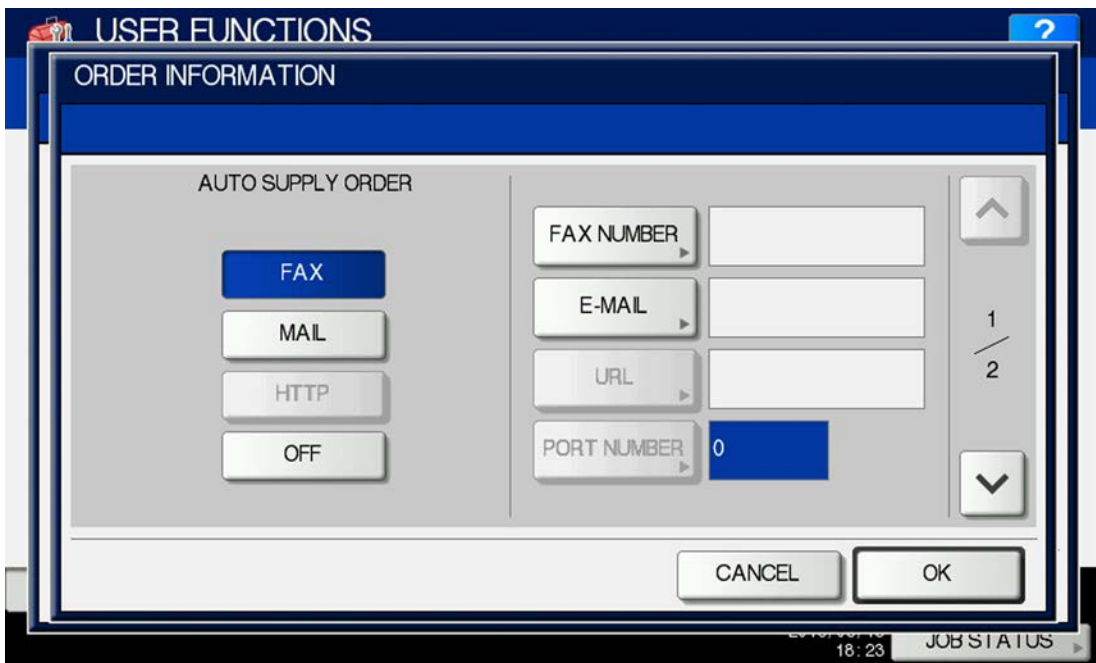 USER FUNCTIONS
?
ORDER INFORMATION
AUTO SUPPLY ORDER
FAX
MAIL
HTTP
OFF
FAX NUMBER
E-MAIL
URL
PORT NUMBER 0
1
2
CANCEL OK
18:23
JOB STATUS